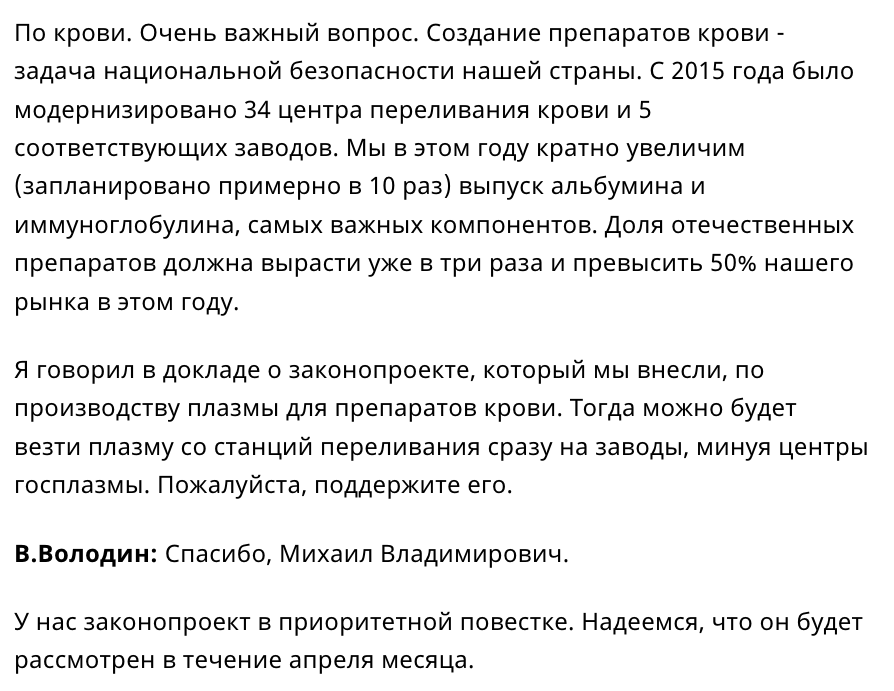 По крови. Очень важный вопрос. Создание препаратов крови -
задача национальной безопасности нашей страны. С 2015 года было
модернизировано 34 центра переливания крови и 5
соответствующих заводов. Мы в этом году кратно увеличим
(запланировано примерно в 10 раз) выпуск альбумина и
иммуноглобулина, самых важных компонентов. Доля отечественных
препаратов должна вырасти уже в три раза и превысить 50% нашего
рынка в этом году.
Я говорил в докладе о законопроекте, который мы внесли, по
производству плазмы для препаратов крови. Тогда можно будет
везти плазму со станций переливания сразу на заводы, минуя центры
госплазмы. Пожалуйста, поддержите его.
В.Володин: Спасибо, Михаил Владимирович.
У нас законопроект в приоритетной повестке. Надеемся, что он будет
рассмотрен в течение апреля месяца.